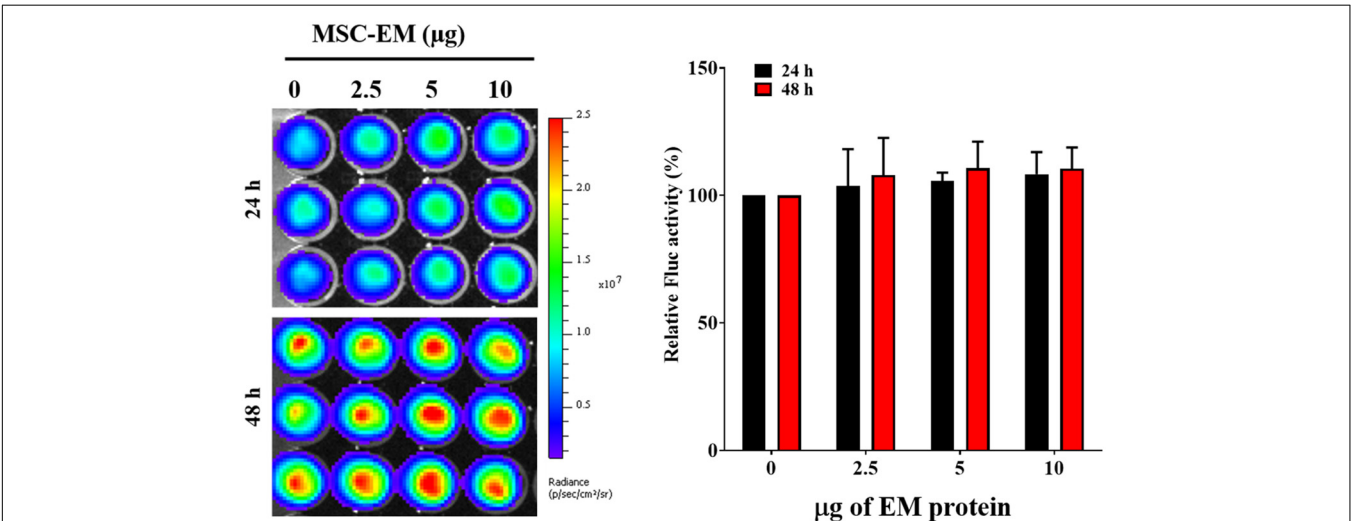 MSC-EM (µg)
0 2.5 5 10
24 h
48 h
2.5
2.0
1.5
x10⁷
1.0
0.5
Radiance
(p/sec/cm²/sr)
24 h
48 h
150
100
50
0
Relative Fluc activity (%)
0 2.5 5 10
µg of EM protein